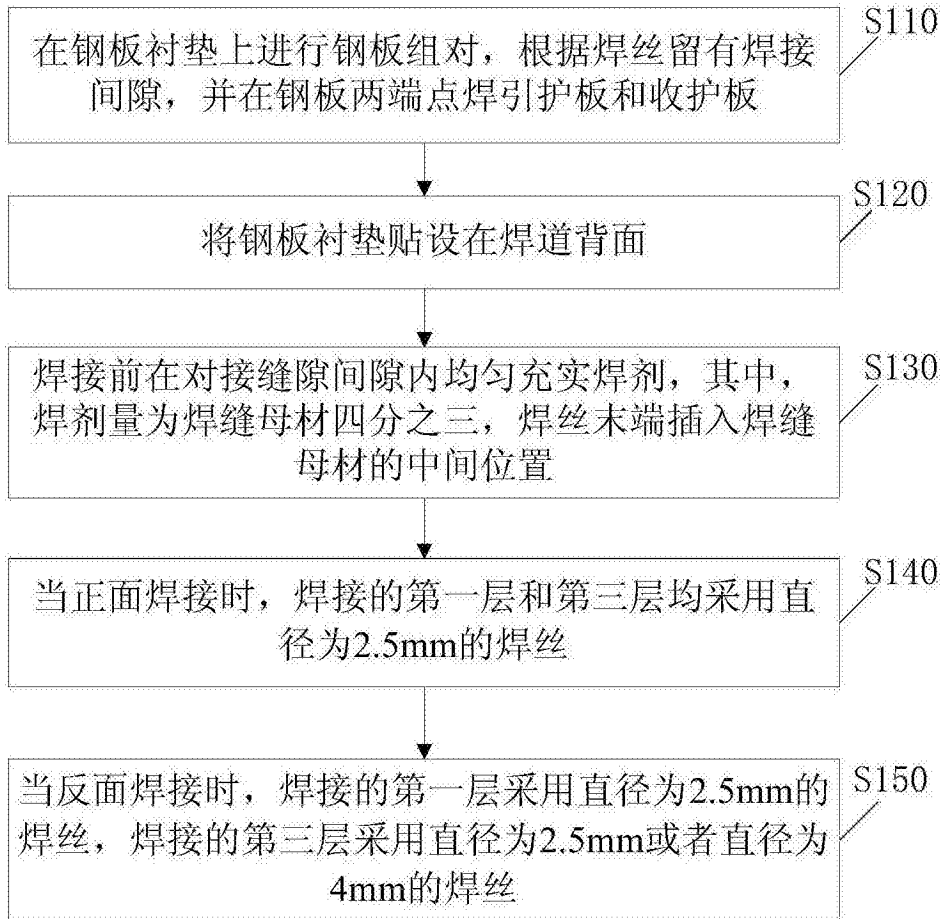 S110
在钢板衬垫上进行钢板组对，根据焊丝留有焊接
间隙，并在钢板两端点焊引护板和收护板
S120
将钢板衬垫贴设在焊道背面
S130
焊接前在对接缝隙间隙内均匀充实焊剂，其中，
焊剂量为焊缝母材四分之三，焊丝末端插入焊缝
母材的中间位置
S140
当正面焊接时，焊接的第一层和第三层均采用直
径为2.5mm的焊丝
S150
当反面焊接时，焊接的第一层采用直径为2.5mm的
焊丝，焊接的第三层采用直径为2.5mm或者直径为
4mm的焊丝